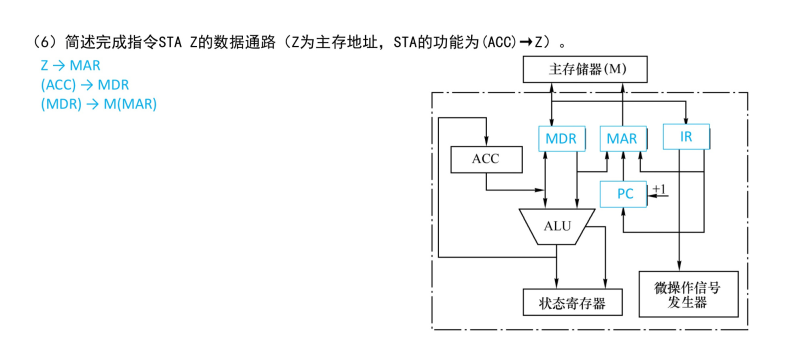 （6）简述完成指令STA Z的数据通路（Z为主存地址，STA的功能为(ACC)→Z）。
Z → MAR
(ACC) → MDR
(MDR) → M(MAR)
主存储器(M)
MDR
MAR
IR
ACC
PC
+1
ALU
状态寄存器
微操作信号
发生器